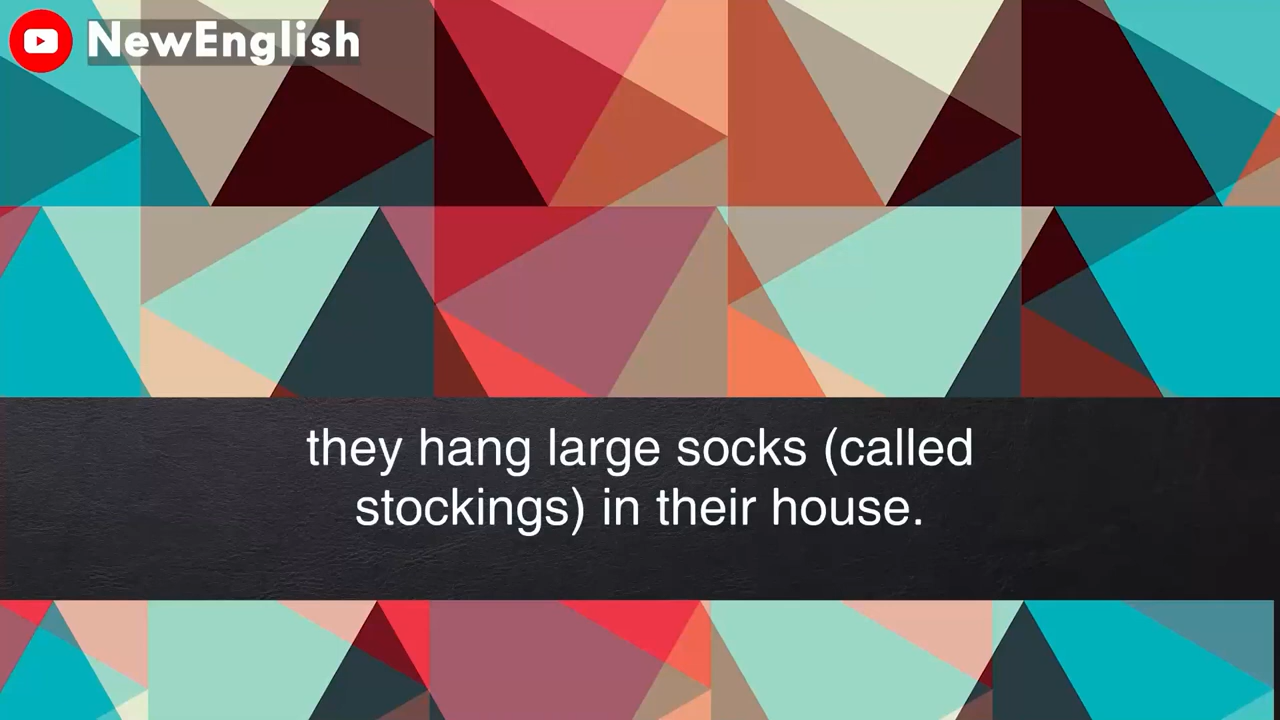 NewEnglish
they hang large socks (called
stockings) in their house.